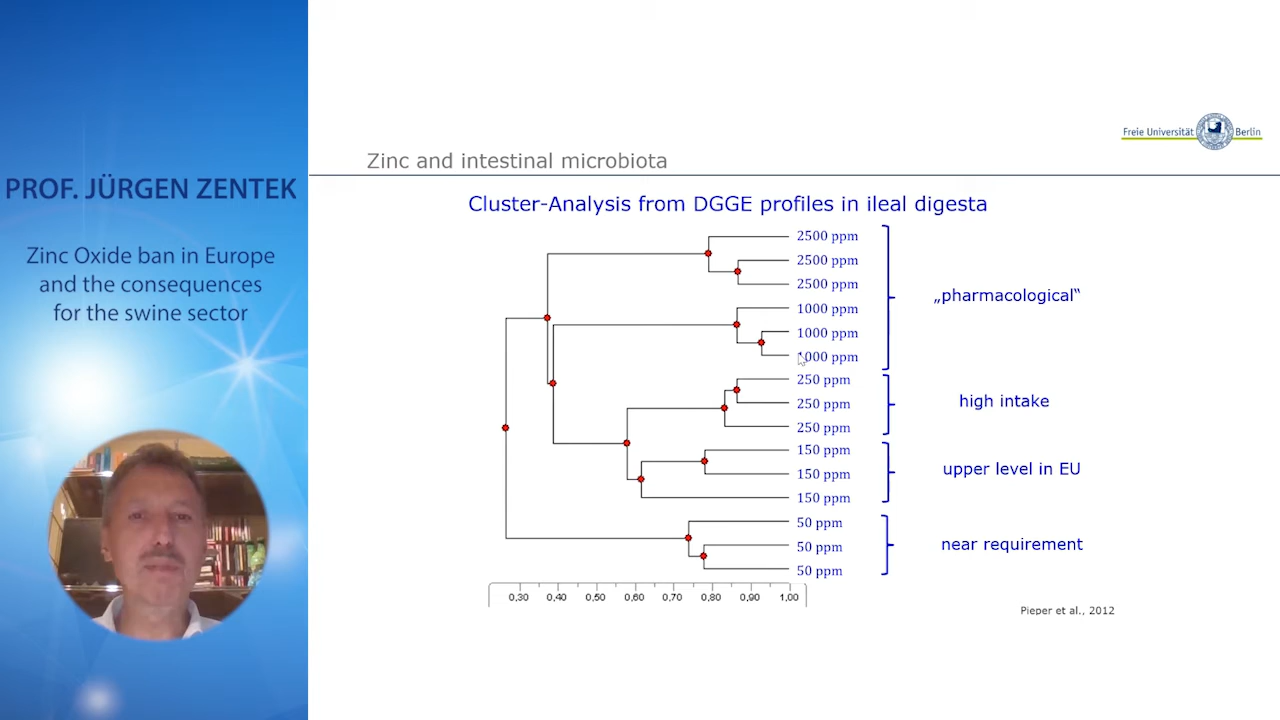 PROF. JÜRGEN ZENTEK
Zinc Oxide ban in Europe
and the consequences
for the swine sector
Freie Universität Berlin
Zinc and intestinal microbiota
Cluster-Analysis from DGGE profiles in ileal digesta
2500 ppm
2500 ppm
2500 ppm
1000 ppm
1000 ppm
1000 ppm
„pharmacological“
250 ppm
250 ppm
250 ppm
high intake
150 ppm
150 ppm
150 ppm
upper level in EU
50 ppm
50 ppm
50 ppm
near requirement
0,30 0,40 0,50 0,60 0,70 0,80 0,90 1,00
Pieper et al., 2012